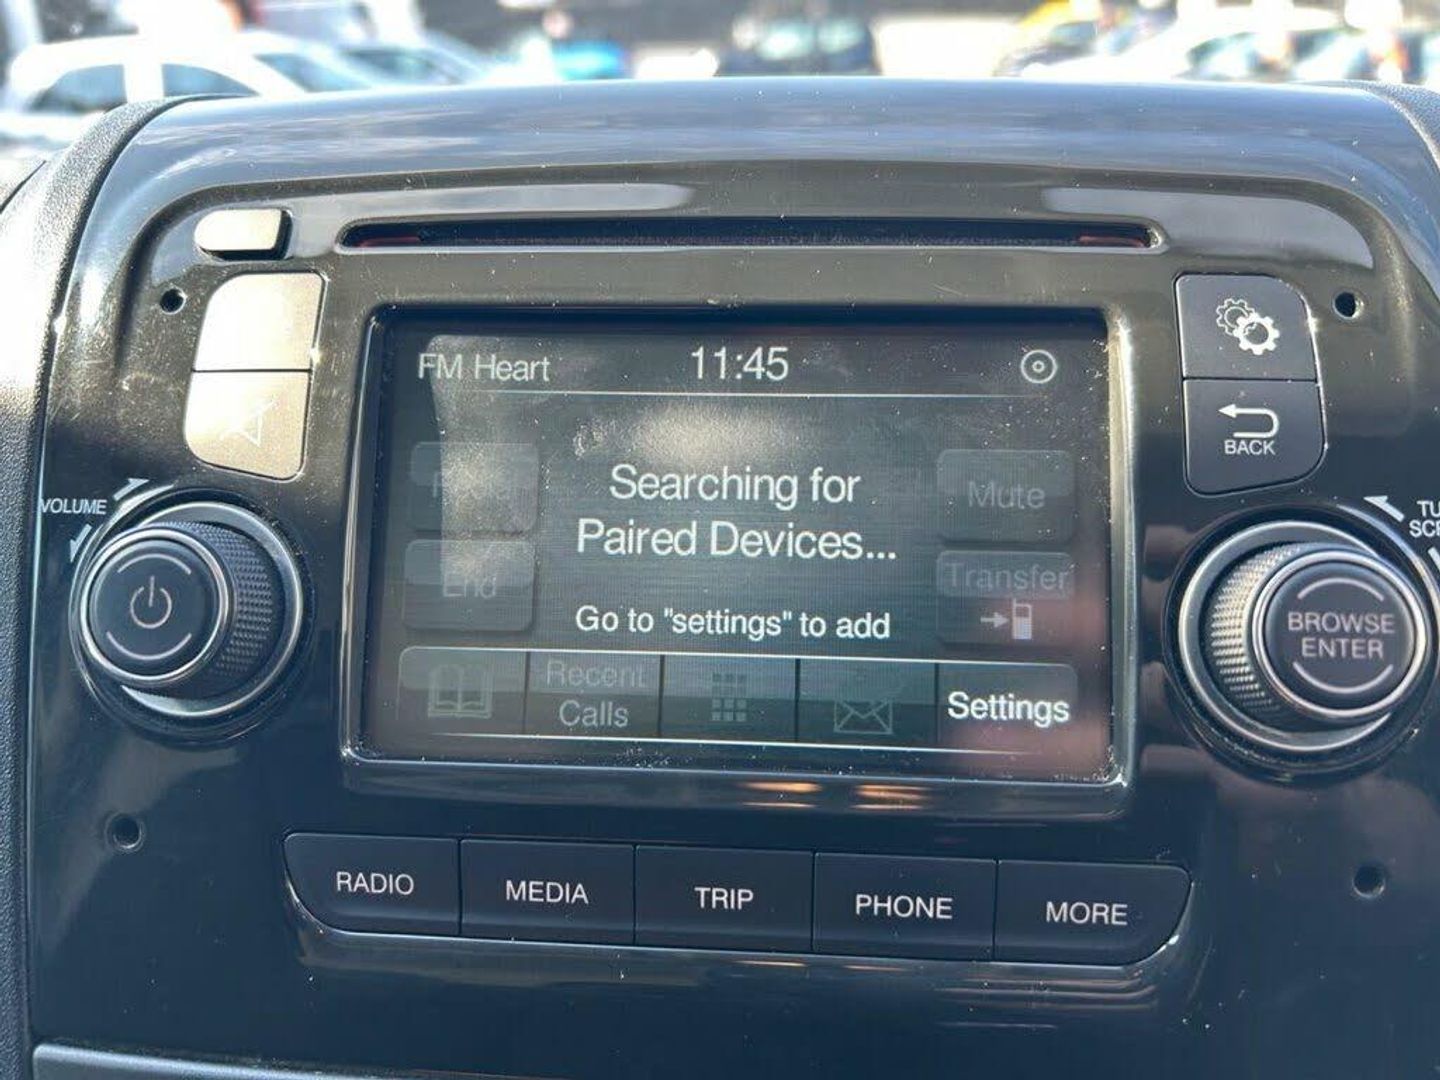 FM Heart
11:45
BACK
VOLUME
Searching for
Paired Devices...
Mute
End
Transfer
Go to "settings" to add
Recent
Calls
Settings
BROWSE
ENTER
RADIO
MEDIA
TRIP
PHONE
MORE